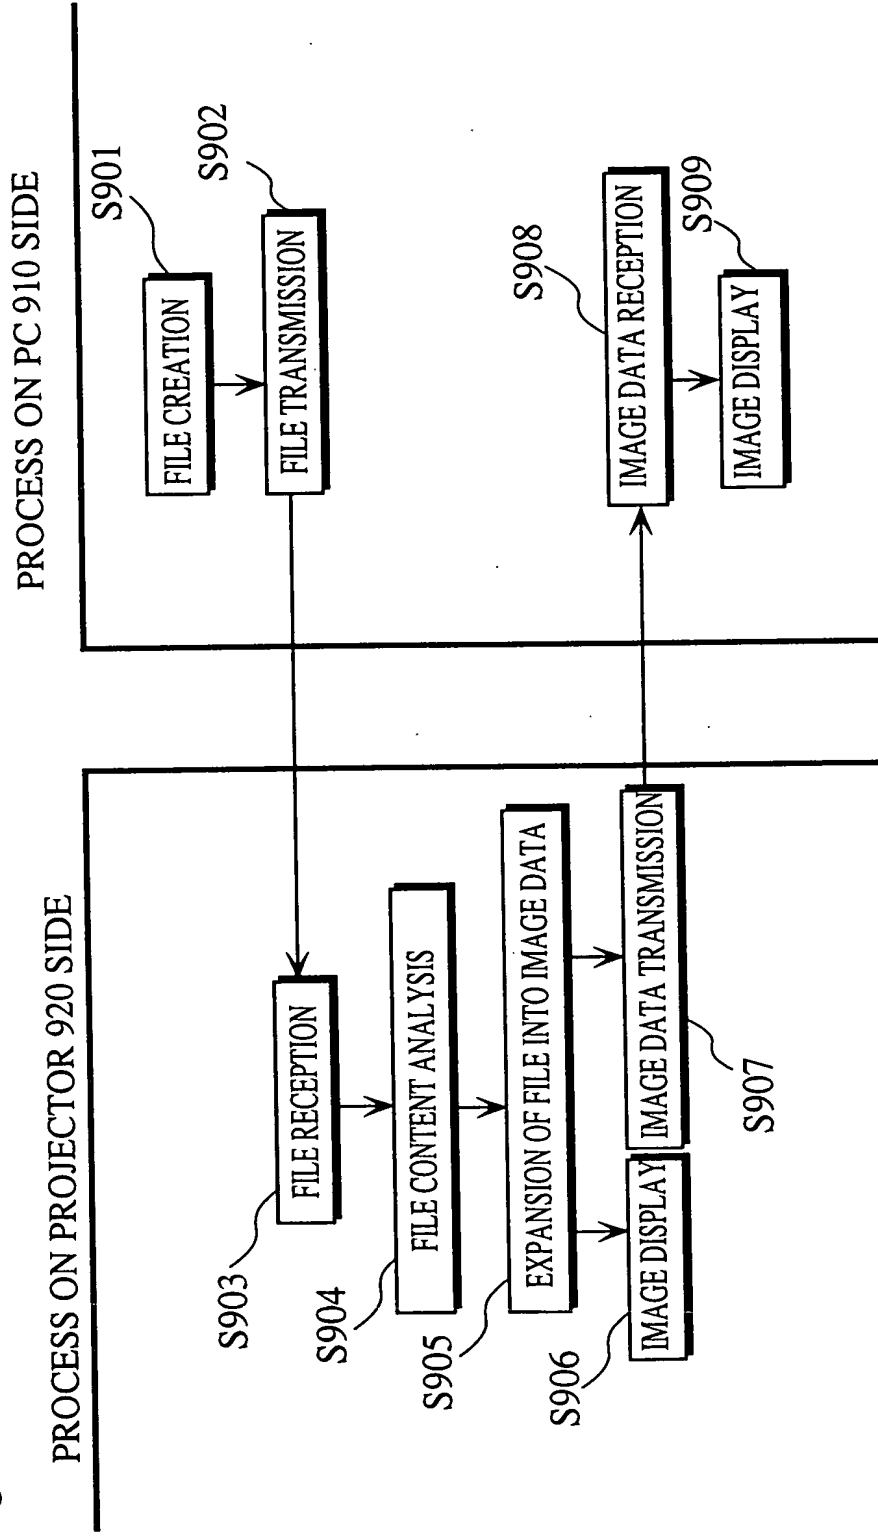 PROCESS ON PROJECTOR 920 SIDE
S903
FILE RECEPTION
S904
FILE CONTENT ANALYSIS
S905
EXPANSION OF FILE INTO IMAGE DATA
S906
IMAGE DISPLAY
IMAGE DATA TRANSMISSION
S907
PROCESS ON PC 910 SIDE
S901
FILE CREATION
S902
FILE TRANSMISSION
S908
IMAGE DATA RECEPTION
S909
IMAGE DISPLAY